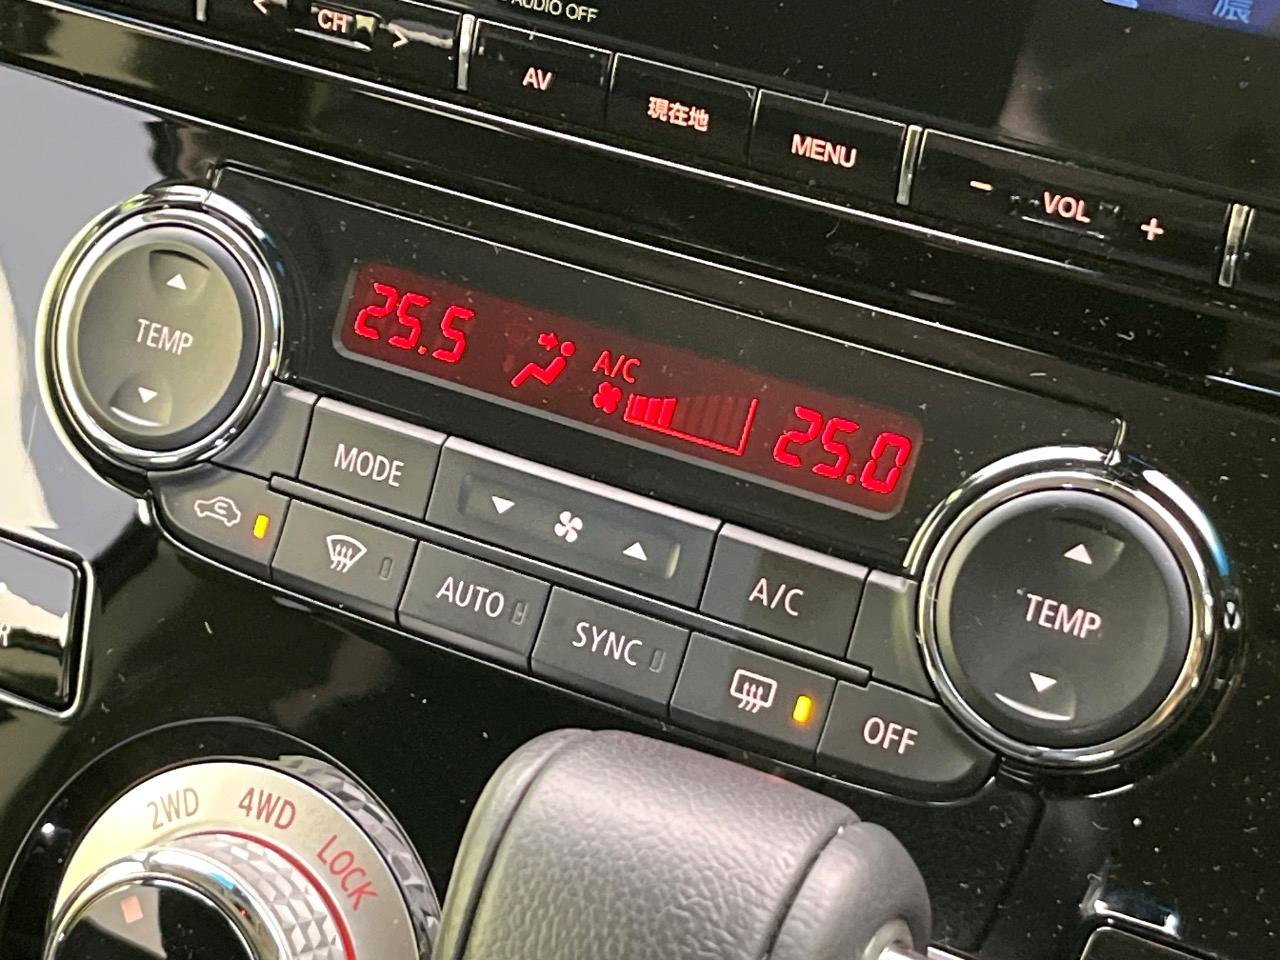 AUDIO OFF
< CH >
AV
現在地
MENU
- VOL +
TEMP
25.5
A/C
25.0
MODE
A/C
TEMP
AUTO
SYNC
OFF
2WD
4WD
LOCK